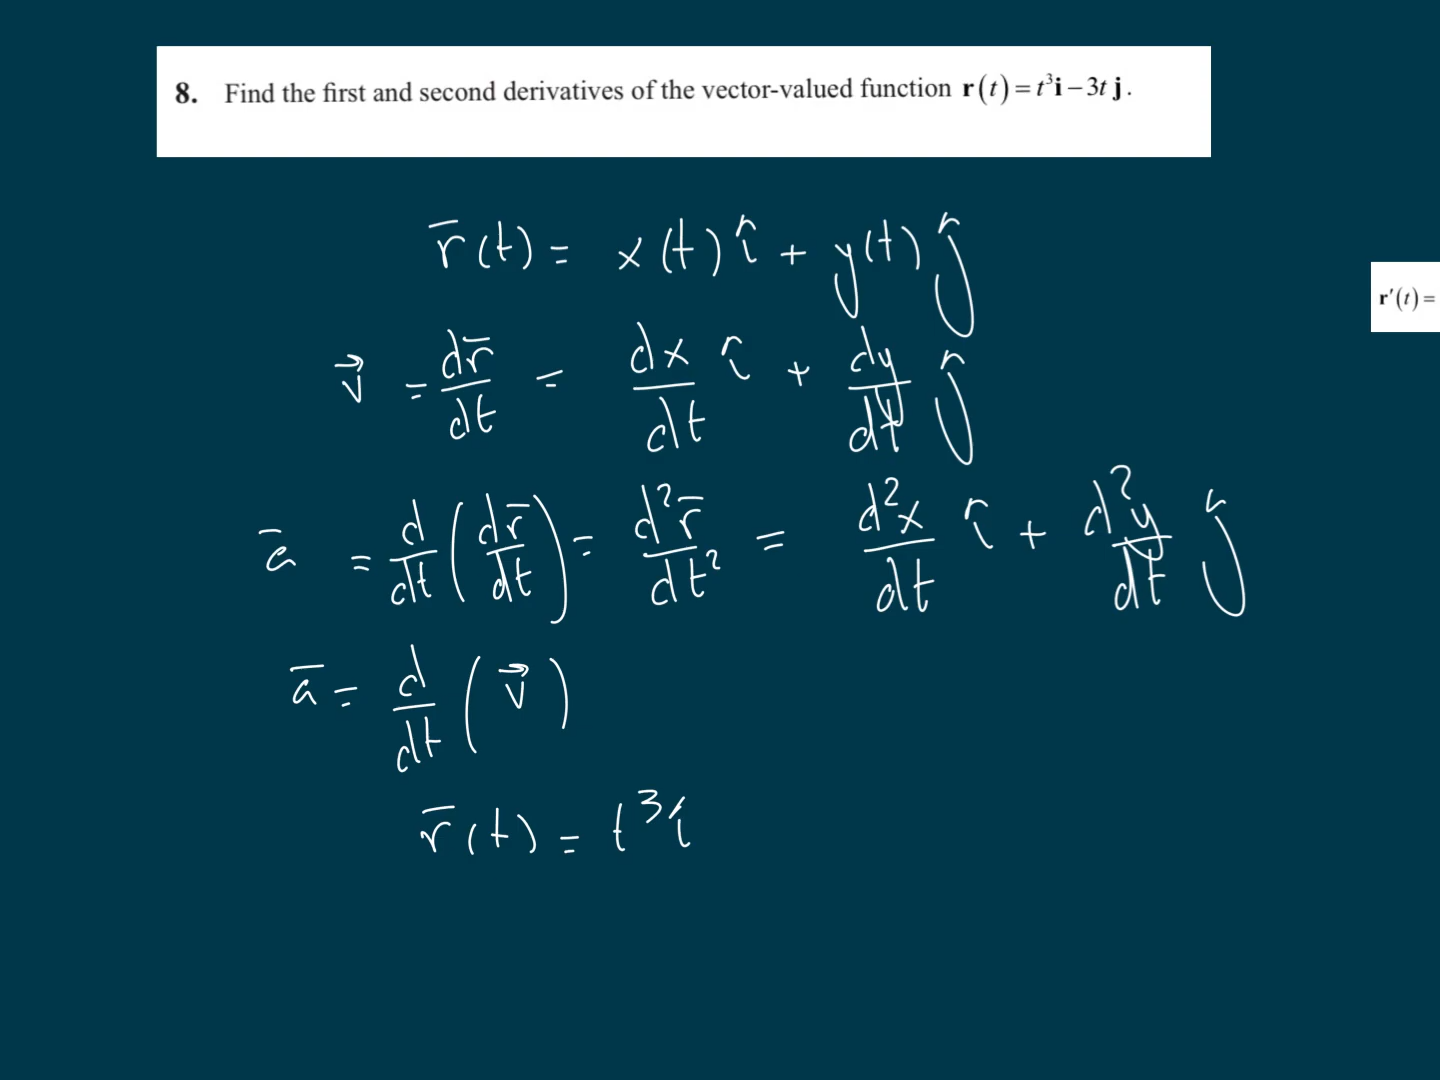 8. Find the first and second derivatives of the vector-valued function r(t) = t³i − 3t j.
r̄(t) = x(t) î + y(t) ĵ
r′(t) =
v⃗ = dr̄/dt = dx/dt î + dy/dt ĵ
ā = d/dt (dr̄/dt) = d²r̄/dt² = d²x/dt î + d²y/dt ĵ
ā = d/dt (v⃗)
r̄(t) = t³ î